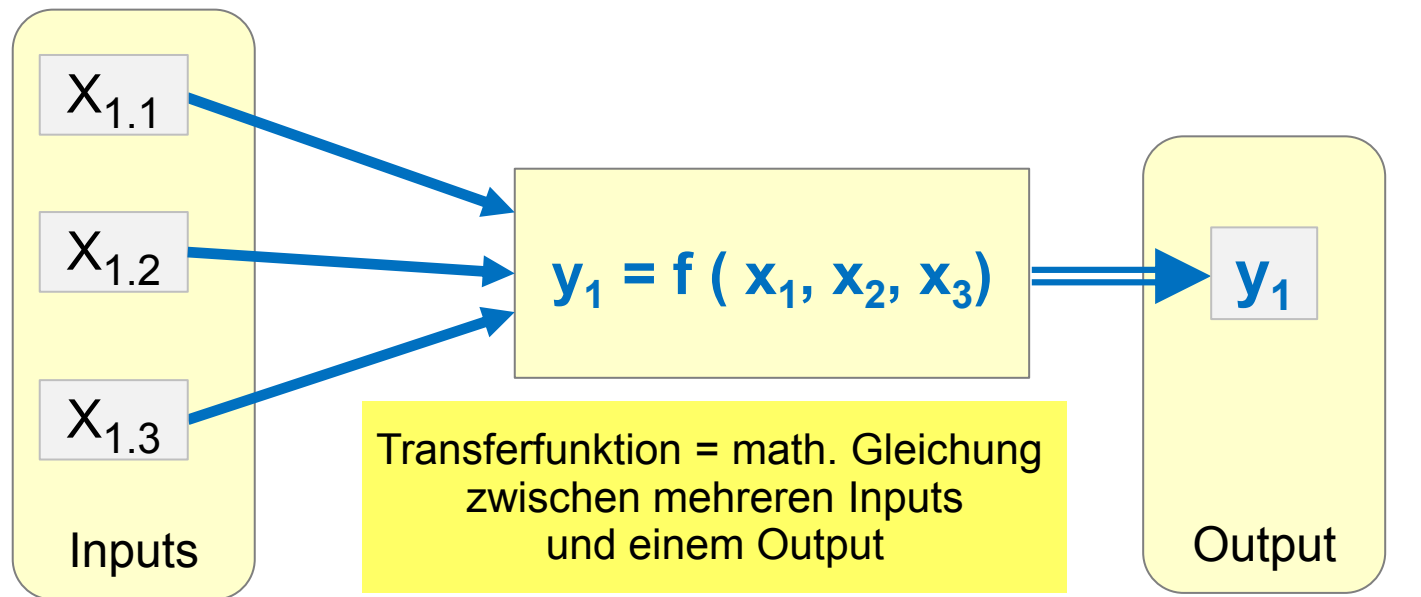 X₁.₁
X₁.₂
X₁.₃
Inputs
y₁ = f ( x₁, x₂, x₃)
Transferfunktion = math. Gleichung
zwischen mehreren Inputs
und einem Output
y₁
Output